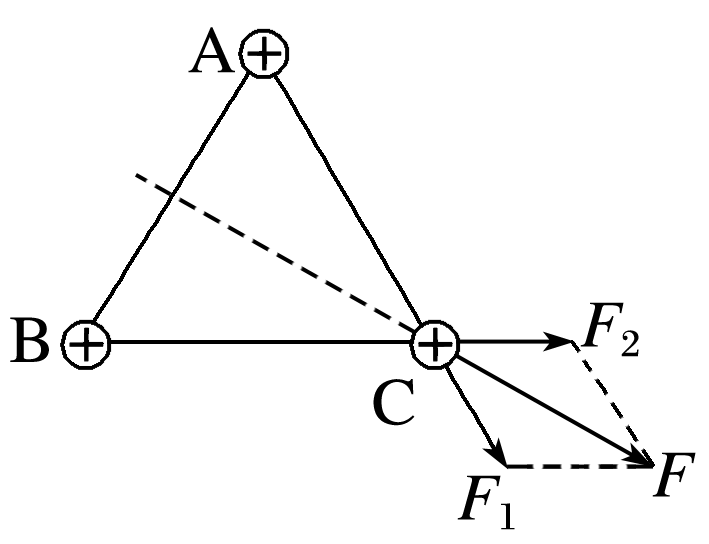 A
+
B
+
+
F₂
C
F
F₁